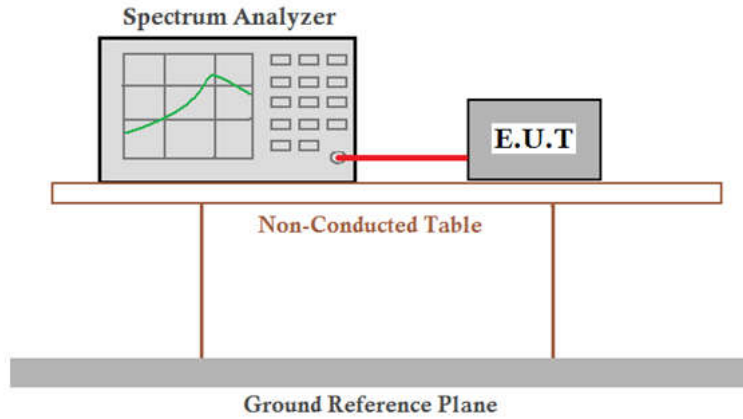 Spectrum Analyzer
E.U.T
Non-Conducted Table
Ground Reference Plane